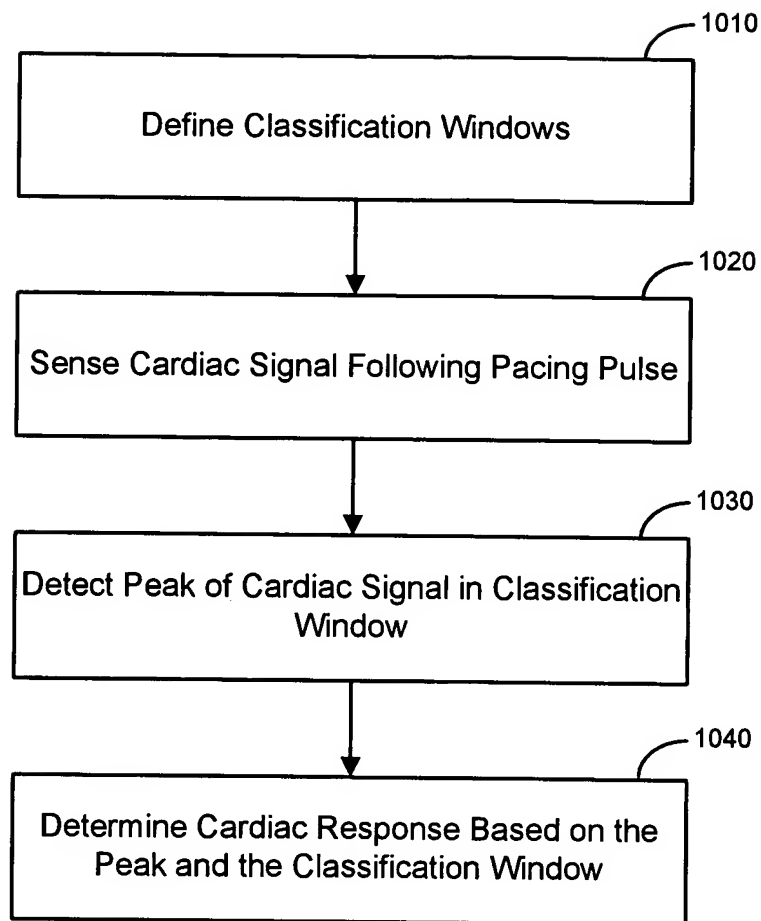 1010
Define Classification Windows
1020
Sense Cardiac Signal Following Pacing Pulse
1030
Detect Peak of Cardiac Signal in Classification
Window
1040
Determine Cardiac Response Based on the
Peak and the Classification Window